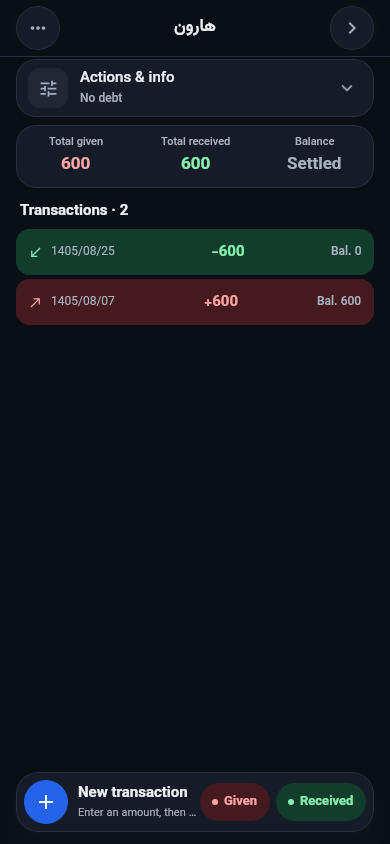 هارون
Actions & info
No debt
Total given
Total received
Balance
600
600
Settled
Transactions · 2
1405/08/25
-600
Bal. 0
1405/08/07
+600
Bal. 600
New transaction
Enter an amount, then …
Given
Received